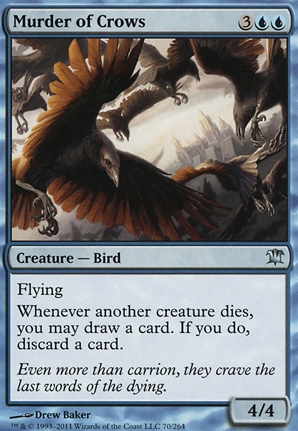 Murder of Crows 3
Creature — Bird
Flying
Whenever another creature dies,
you may draw a card. If you do,
discard a card.
Even more than carrion, they crave the
last words of the dying.
Drew Baker
™ & © 1993–2011 Wizards of the Coast LLC 70/264
4/4